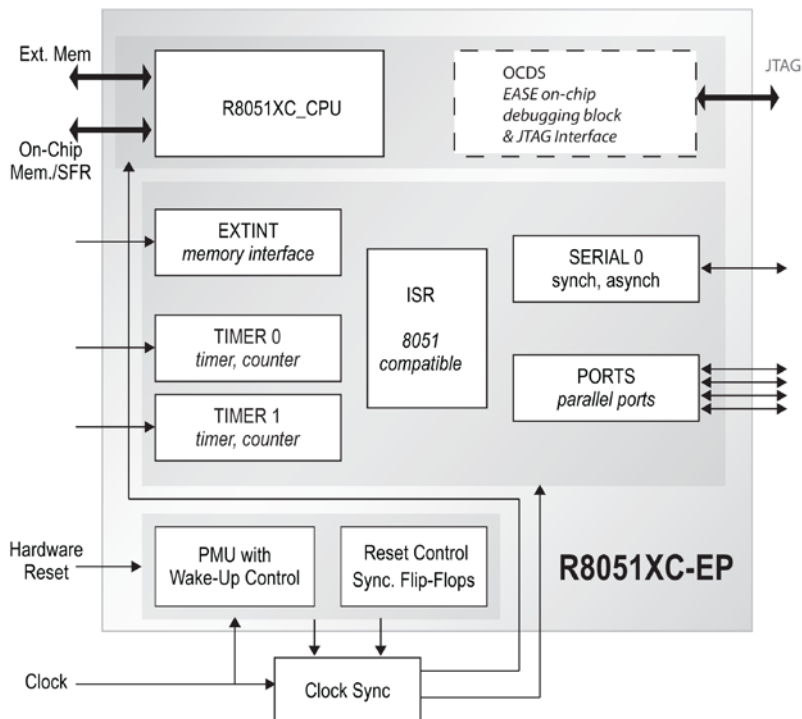 Ext. Mem
On-Chip
Mem./SFR
R8051XC_CPU
OCDS
EASE on-chip
debugging block
& JTAG Interface
JTAG
EXTINT
memory interface
TIMER 0
timer, counter
TIMER 1
timer, counter
ISR
8051
compatible
SERIAL 0
synch, asynch
PORTS
parallel ports
Hardware
Reset
PMU with
Wake-Up Control
Reset Control
Sync. Flip-Flops
R8051XC-EP
Clock
Clock Sync